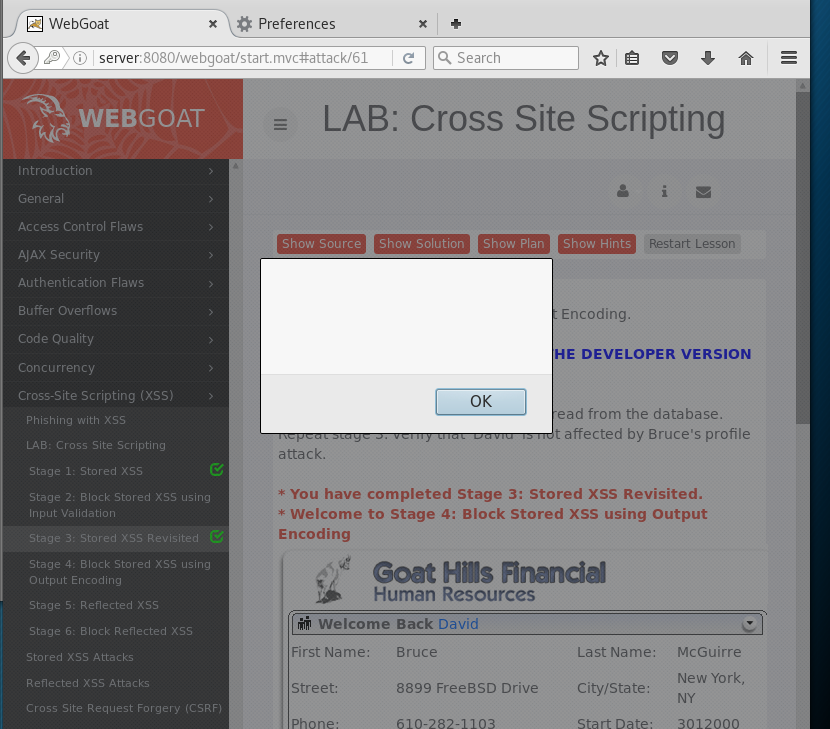 WebGoat
Preferences
server:8080/webgoat/start.mvc#attack/61
Search
WEBGOAT
LAB: Cross Site Scripting
Introduction
General
Access Control Flaws
AJAX Security
Authentication Flaws
Buffer Overflows
Code Quality
Concurrency
Cross-Site Scripting (XSS)
Phishing with XSS
LAB: Cross Site Scripting
Stage 1: Stored XSS
Stage 2: Block Stored XSS using
Input Validation
Stage 3: Stored XSS Revisited
Stage 4: Block Stored XSS using
Output Encoding
Stage 5: Reflected XSS
Stage 6: Block Reflected XSS
Stored XSS Attacks
Reflected XSS Attacks
Cross Site Request Forgery (CSRF)
Show Source Show Solution Show Plan Show Hints Restart Lesson
OK
t Encoding.
HE DEVELOPER VERSION
read from the database.
Repeat stage 3. Verify that 'David' is not affected by Bruce's profile
attack.
* You have completed Stage 3: Stored XSS Revisited.
* Welcome to Stage 4: Block Stored XSS using Output
Encoding
Goat Hills Financial
Human Resources
Welcome Back David
First Name: Bruce Last Name: McGuirre
Street: 8899 FreeBSD Drive City/State: New York,
NY
Phone: 610-282-1103 Start Date: 3012000